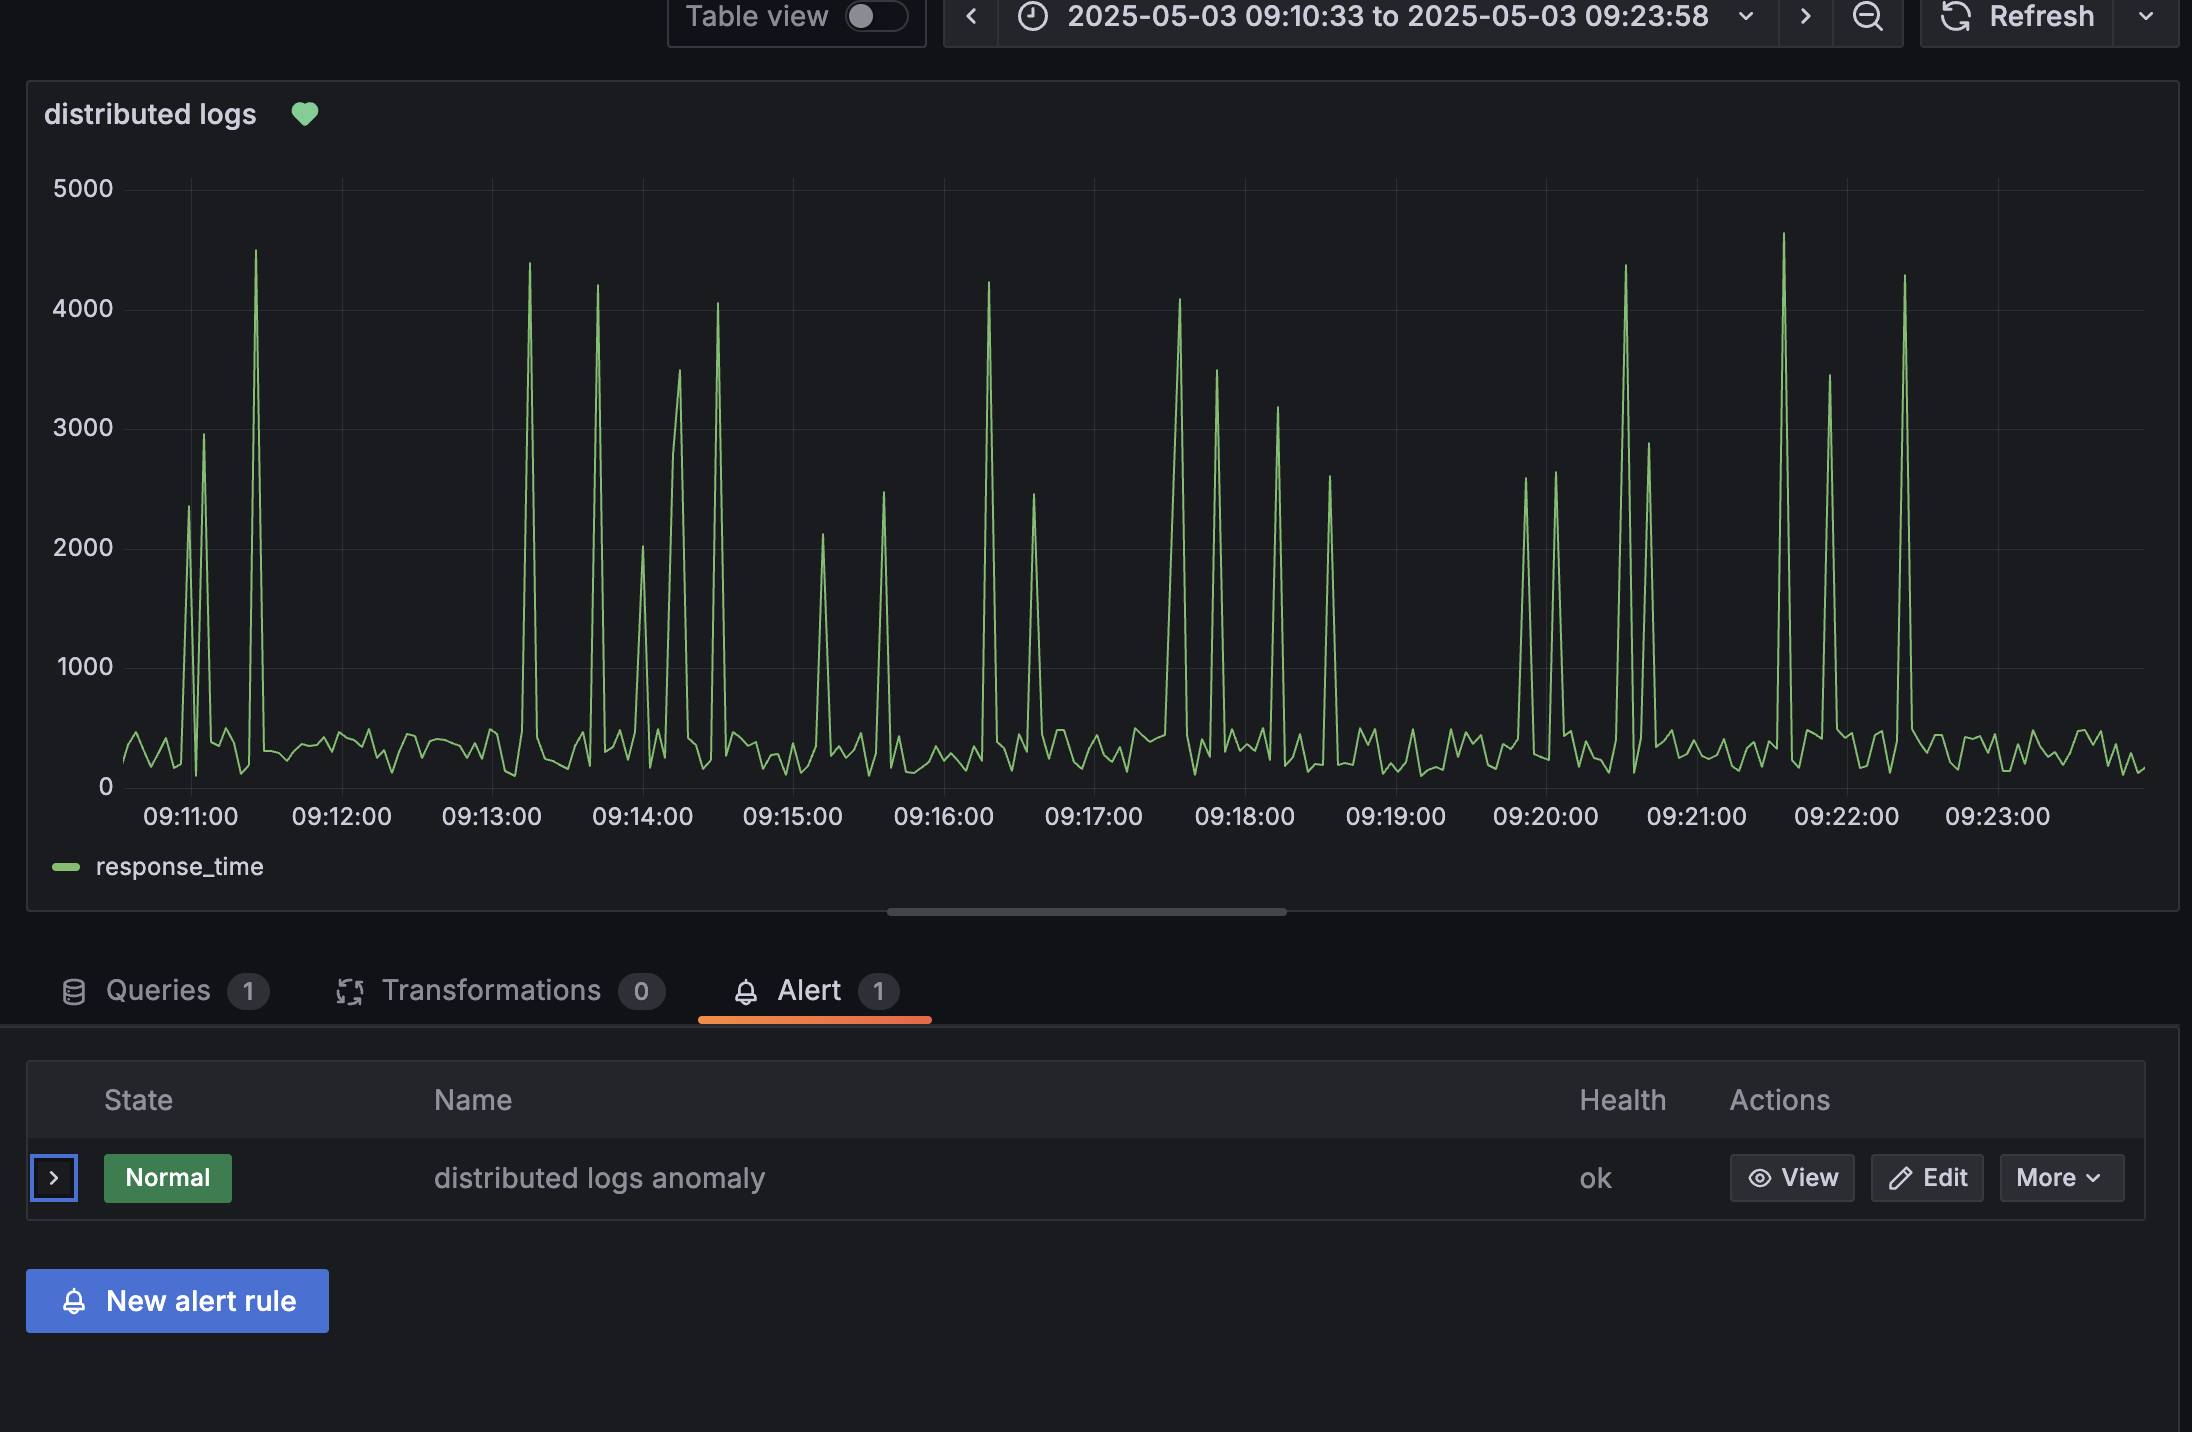 Table view 2025-05-03 09:10:33 to 2025-05-03 09:23:58 Refresh
distributed logs
5000
4000
3000
2000
1000
0
09:11:00 09:12:00 09:13:00 09:14:00 09:15:00 09:16:00 09:17:00 09:18:00 09:19:00 09:20:00 09:21:00 09:22:00 09:23:00
response_time
Queries 1 Transformations 0 Alert 1
State Name Health Actions
Normal distributed logs anomaly ok View Edit More
New alert rule